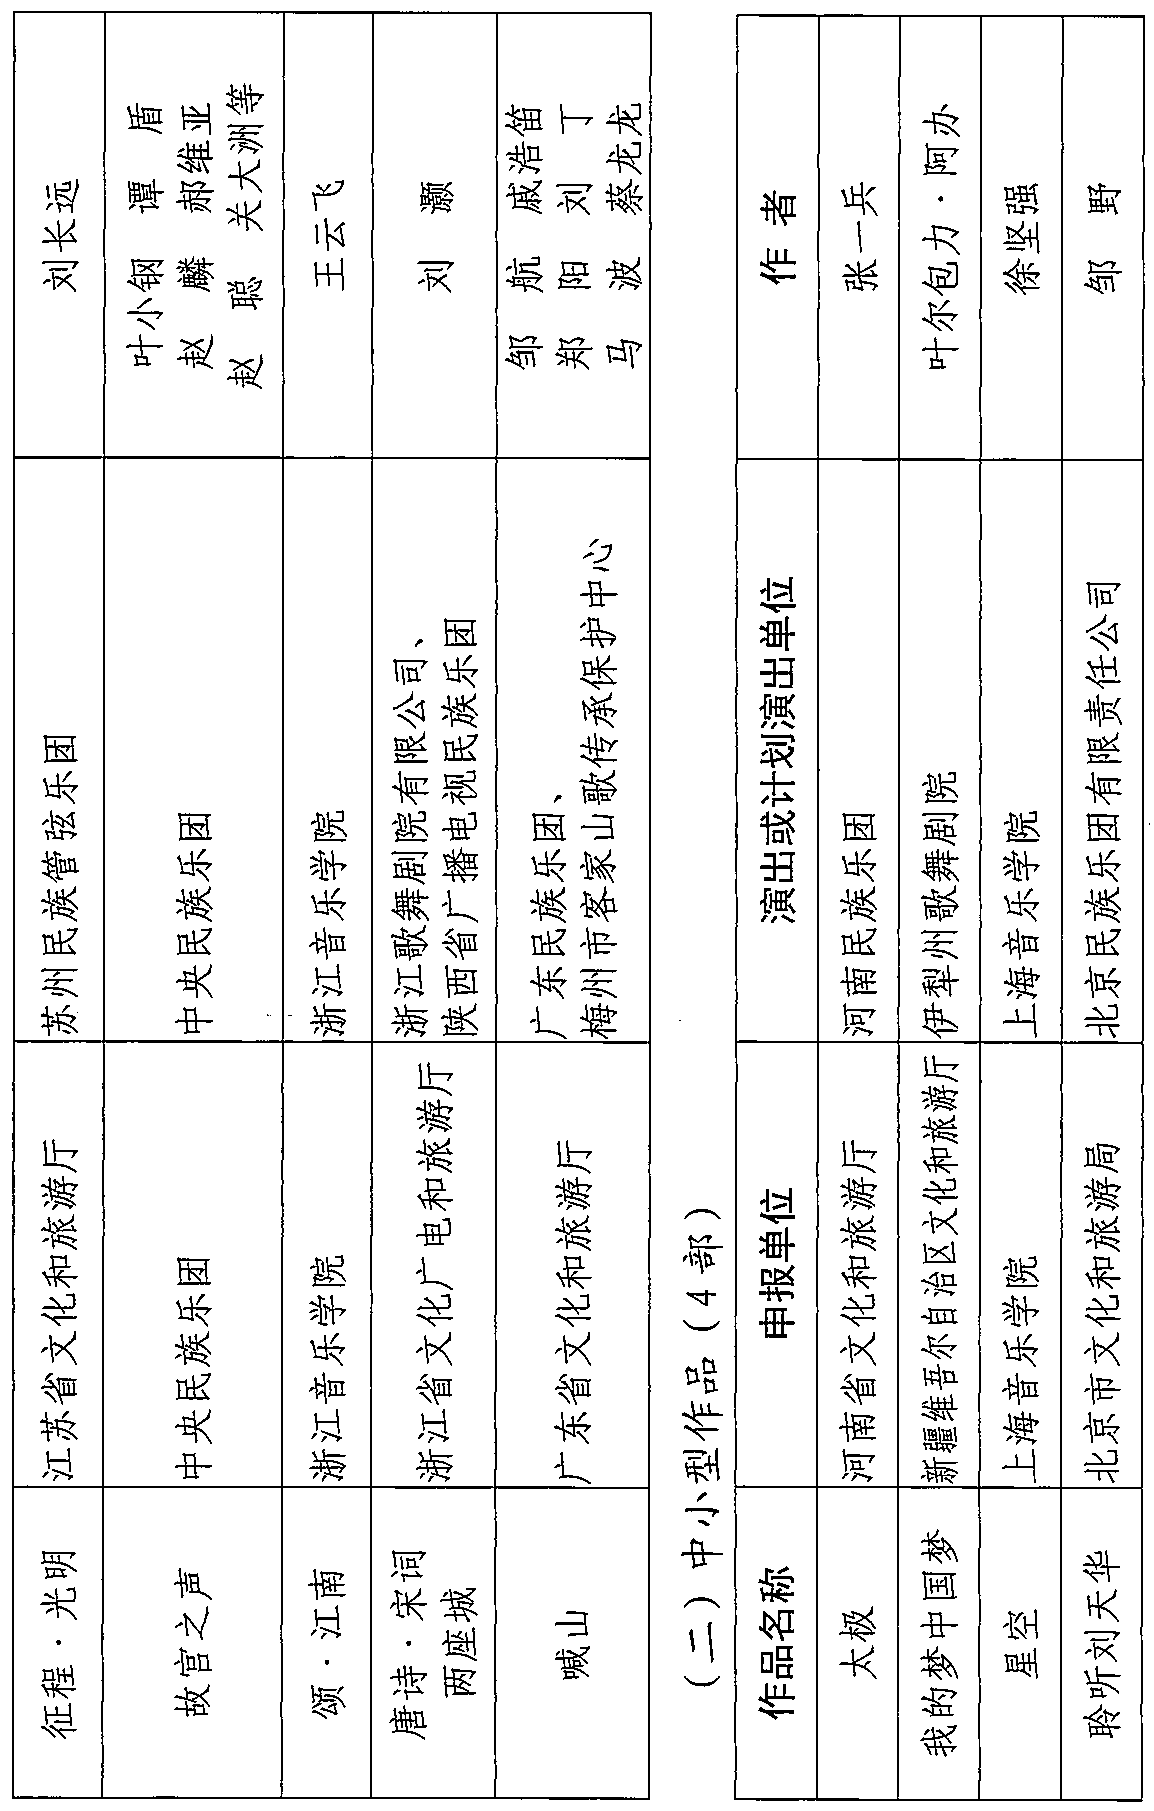 征程·光明 江苏省文化和旅游厅 苏州民族管弦乐团 刘长远
故宫之声 中央民族乐团 中央民族乐团 叶小钢 谭 盾
赵 麟 郝维亚
赵 聪 关大洲等
颂·江南 浙江音乐学院 浙江音乐学院 王云飞
唐诗·宋词 浙江省文化广电和旅游厅 浙江歌舞剧院有限公司、 刘 灏
两座城 陕西省广播电视民族乐团
喊山 广东省文化和旅游厅 广东民族乐团、 邹 航 戚浩笛
梅州市客家山歌传承保护中心 郑 阳 刘 丁
马 波 蔡龙龙
（二）中小型作品（4部）
作品名称 申报单位 演出或计划演出单位 作 者
太极 河南省文化和旅游厅 河南民族乐团 张一兵
我的梦中国梦 新疆维吾尔自治区文化和旅游厅 伊犁州歌舞剧院 叶尔包力·阿办
星空 上海音乐学院 上海音乐学院 徐坚强
聆听刘天华 北京市文化和旅游局 北京民族乐团有限责任公司 邹 野